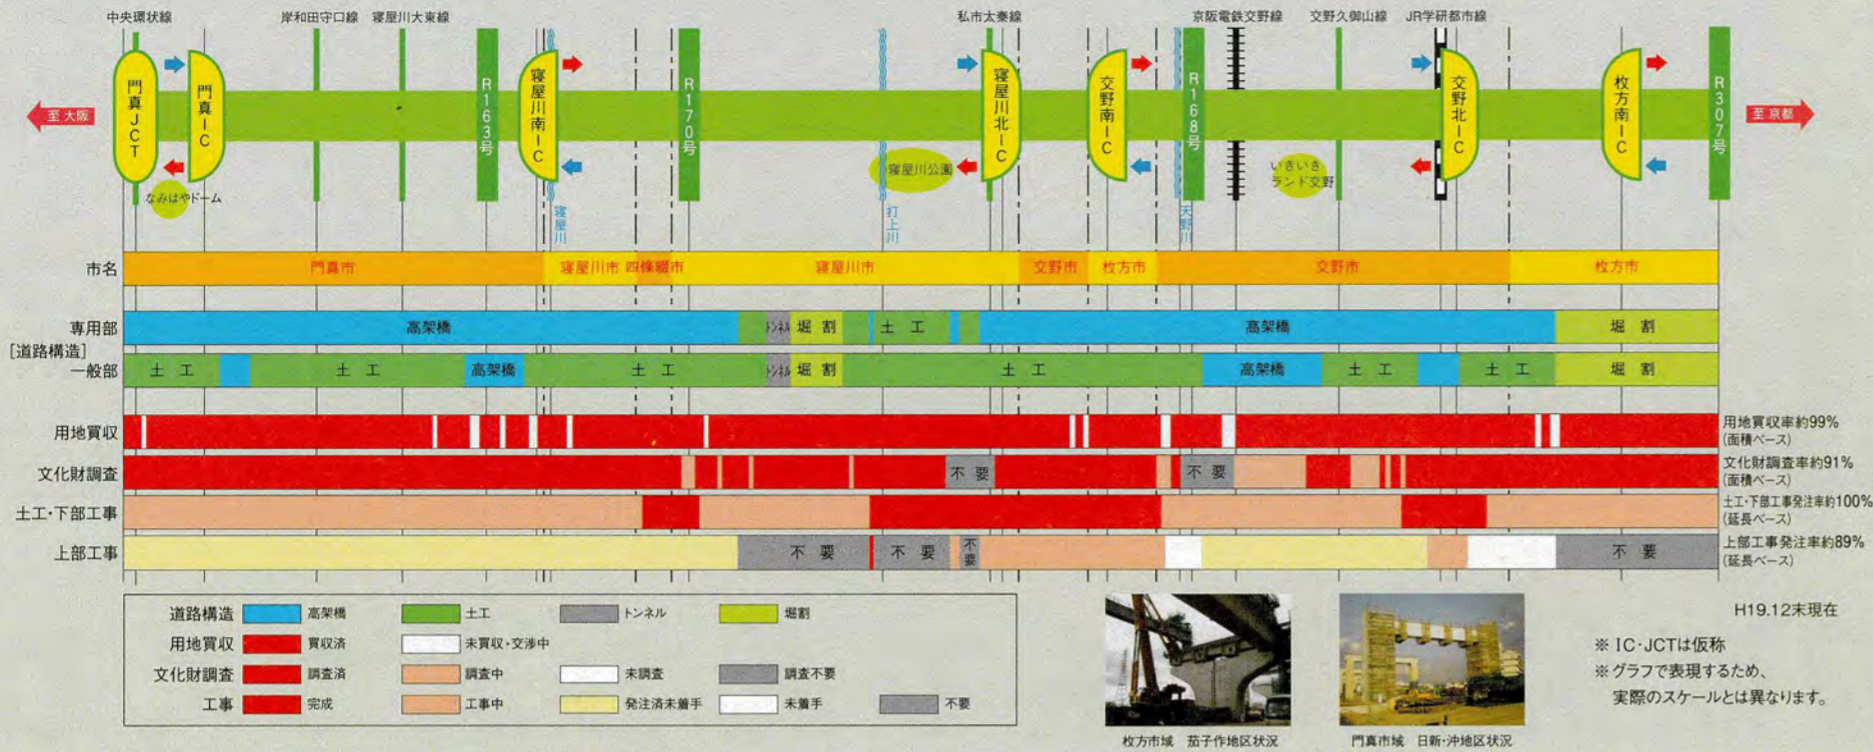 中央環状線 岸和田守口線 寝屋川大東線 私市太秦線 京阪電鉄交野線 交野久御山線 JR学研都市線
至 大阪
門真JCT
門真IC
R163号
寝屋川南IC
R170号
寝屋川北IC
交野南IC
R168号
交野北IC
枚方南IC
R307号
至 京都
なみはやドーム
寝屋川公園
いきいき
ランド交野
寝屋川
打上川
天野川
市名 門真市 寝屋川市 四條畷市 寝屋川市 交野市 枚方市 交野市 枚方市
[道路構造]
専用部 高架橋 トンネル 堀割 土工 高架橋 堀割
一般部 土工 土工 高架橋 土工 トンネル 堀割 土工 高架橋 土工 土工 堀割
用地買収 用地買収率約99%
(面積ベース)
文化財調査 不要 不要 文化財調査率約91%
(面積ベース)
土工・下部工事 土工・下部工事発注率約100%
(延長ベース)
上部工事 不要 不要 不要 不要 上部工事発注率約89%
(延長ベース)
道路構造 高架橋 土工 トンネル 堀割
用地買収 買収済 未買収・交渉中
文化財調査 調査済 調査中 未調査 調査不要
工事 完成 工事中 発注済未着手 未着手 不要
枚方市域 茄子作地区状況
門真市域 日新・沖地区状況
H19.12末現在
※ IC・JCTは仮称
※グラフで表現するため、
実際のスケールとは異なります。